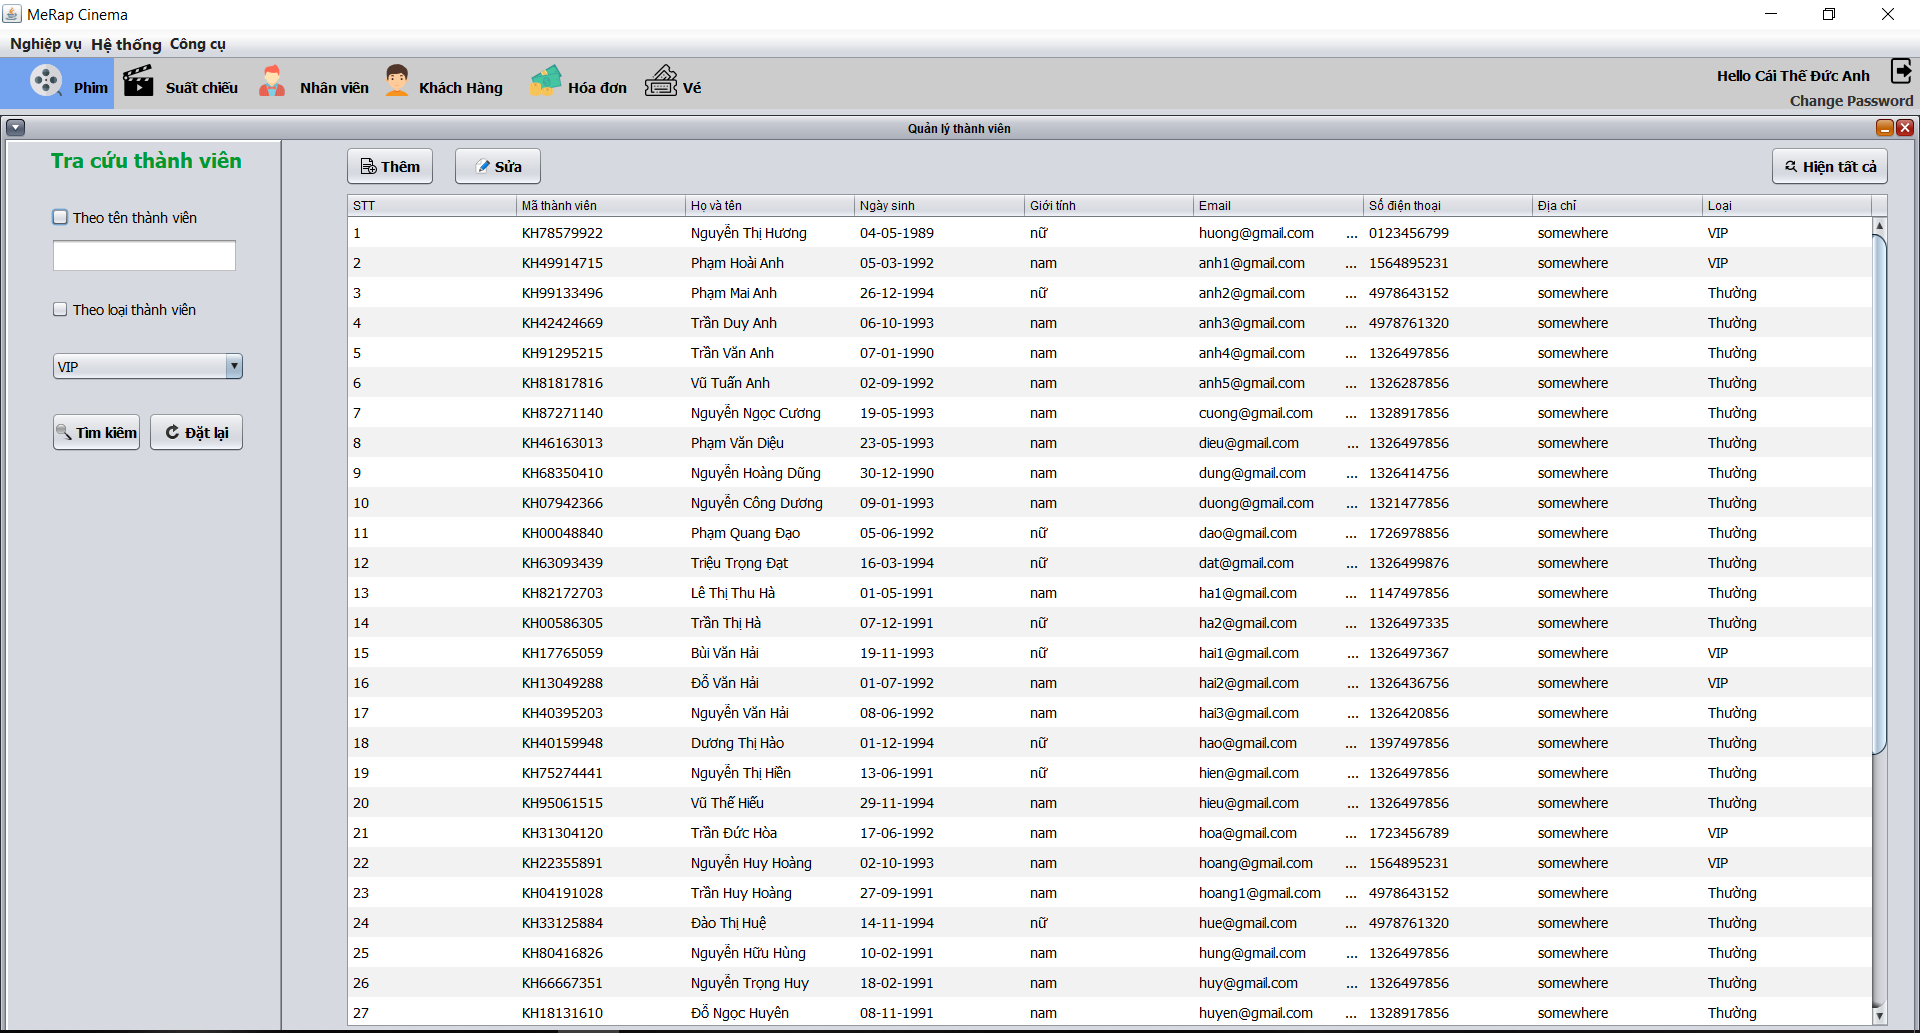 MeRap Cinema
Nghiệp vụ Hệ thống Công cụ
Phim Suất chiếu Nhân viên Khách Hàng Hóa đơn Vé
Hello Cái Thế Đức Anh
Change Password
Quản lý thành viên
Tra cứu thành viên
Theo tên thành viên
Theo loại thành viên
VIP
Tìm kiếm Đặt lại
Thêm Sửa Hiện tất cả
STT Mã thành viên Họ và tên Ngày sinh Giới tính Email Số điện thoại Địa chỉ Loại
1 KH78579922 Nguyễn Thị Hương 04-05-1989 nữ huong@gmail.com ... 0123456799 somewhere VIP
2 KH49914715 Phạm Hoài Anh 05-03-1992 nam anh1@gmail.com ... 1564895231 somewhere VIP
3 KH99133496 Phạm Mai Anh 26-12-1994 nữ anh2@gmail.com ... 4978643152 somewhere Thường
4 KH42424669 Trần Duy Anh 06-10-1993 nam anh3@gmail.com ... 4978761320 somewhere Thường
5 KH91295215 Trần Văn Anh 07-01-1990 nam anh4@gmail.com ... 1326497856 somewhere Thường
6 KH81817816 Vũ Tuấn Anh 02-09-1992 nam anh5@gmail.com ... 1326287856 somewhere Thường
7 KH87271140 Nguyễn Ngọc Cương 19-05-1993 nam cuong@gmail.com ... 1328917856 somewhere Thường
8 KH46163013 Phạm Văn Diệu 23-05-1993 nam dieu@gmail.com ... 1326497856 somewhere Thường
9 KH68350410 Nguyễn Hoàng Dũng 30-12-1990 nam dung@gmail.com ... 1326414756 somewhere Thường
10 KH07942366 Nguyễn Công Dương 09-01-1993 nam duong@gmail.com ... 1321477856 somewhere Thường
11 KH00048840 Phạm Quang Đạo 05-06-1992 nữ dao@gmail.com ... 1726978856 somewhere Thường
12 KH63093439 Triệu Trọng Đạt 16-03-1994 nữ dat@gmail.com ... 1326499876 somewhere Thường
13 KH82172703 Lê Thị Thu Hà 01-05-1991 nam ha1@gmail.com ... 1147497856 somewhere Thường
14 KH00586305 Trần Thị Hà 07-12-1991 nữ ha2@gmail.com ... 1326497335 somewhere Thường
15 KH17765059 Bùi Văn Hải 19-11-1993 nữ hai1@gmail.com ... 1326497367 somewhere VIP
16 KH13049288 Đỗ Văn Hải 01-07-1992 nam hai2@gmail.com ... 1326436756 somewhere VIP
17 KH40395203 Nguyễn Văn Hải 08-06-1992 nam hai3@gmail.com ... 1326420856 somewhere Thường
18 KH40159948 Dương Thị Hào 01-12-1994 nữ hao@gmail.com ... 1397497856 somewhere Thường
19 KH75274441 Nguyễn Thị Hiền 13-06-1991 nữ hien@gmail.com ... 1326497856 somewhere Thường
20 KH95061515 Vũ Thế Hiếu 29-11-1994 nam hieu@gmail.com ... 1326497856 somewhere Thường
21 KH31304120 Trần Đức Hòa 17-06-1992 nam hoa@gmail.com ... 1723456789 somewhere VIP
22 KH22355891 Nguyễn Huy Hoàng 02-10-1993 nam hoang@gmail.com ... 1564895231 somewhere VIP
23 KH04191028 Trần Huy Hoàng 27-09-1991 nam hoang1@gmail.com ... 4978643152 somewhere Thường
24 KH33125884 Đào Thị Huệ 14-11-1994 nữ hue@gmail.com ... 4978761320 somewhere Thường
25 KH80416826 Nguyễn Hữu Hùng 10-02-1991 nam hung@gmail.com ... 1326497856 somewhere Thường
26 KH66667351 Nguyễn Trọng Huy 18-02-1991 nam huy@gmail.com ... 1326497856 somewhere Thường
27 KH18131610 Đỗ Ngọc Huyên 08-11-1991 nam huyen@gmail.com ... 1328917856 somewhere Thường